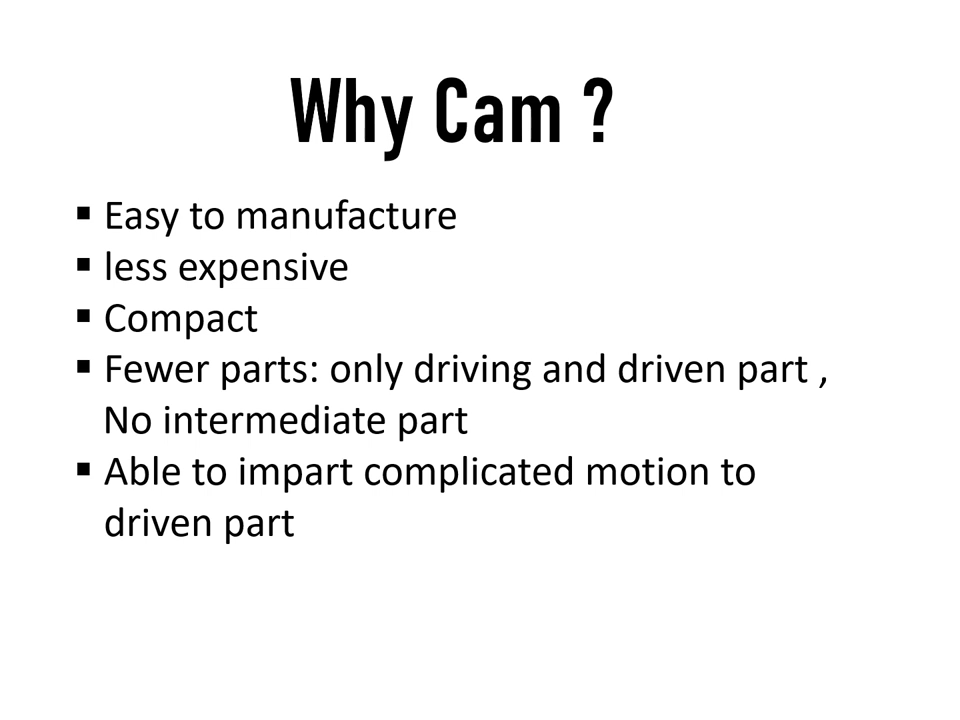 Why Cam ?
▪ Easy to manufacture
▪ less expensive
▪ Compact
▪ Fewer parts: only driving and driven part ,
No intermediate part
▪ Able to impart complicated motion to
driven part